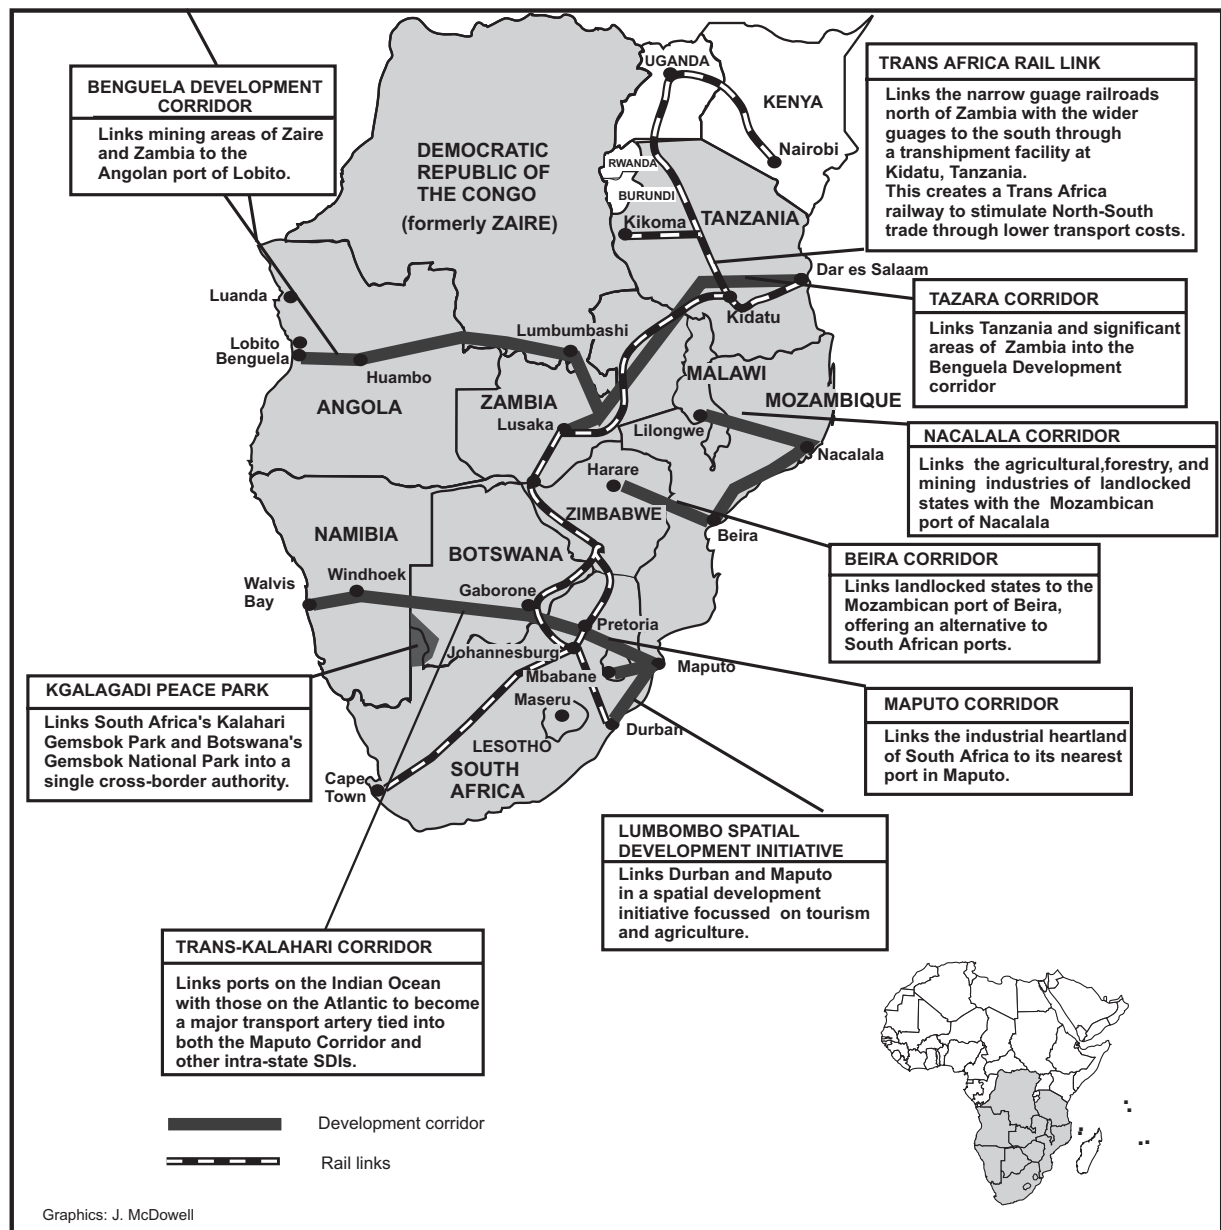 BENGUELA DEVELOPMENT
CORRIDOR
Links mining areas of Zaire
and Zambia to the
Angolan port of Lobito.
TRANS AFRICA RAIL LINK
Links the narrow guage railroads
north of Zambia with the wider
guages to the south through
a transhipment facility at
Kidatu, Tanzania.
This creates a Trans Africa
railway to stimulate North-South
trade through lower transport costs.
UGANDA
KENYA
Nairobi
DEMOCRATIC
REPUBLIC OF
THE CONGO
(formerly ZAIRE)
RWANDA
BURUNDI
TANZANIA
Kikoma
Dar es Salaam
Luanda
Kidatu
TAZARA CORRIDOR
Links Tanzania and significant
areas of Zambia into the
Benguela Development
corridor
Lobito
Benguela
Huambo
Lumbumbashi
ANGOLA
ZAMBIA
Lusaka
MALAWI
MOZAMBIQUE
Lilongwe
Nacalala
NACALALA CORRIDOR
Links the agricultural,forestry, and
mining industries of landlocked
states with the Mozambican
port of Nacalala
Harare
ZIMBABWE
Beira
NAMIBIA
BOTSWANA
BEIRA CORRIDOR
Links landlocked states to the
Mozambican port of Beira,
offering an alternative to
South African ports.
Walvis
Bay
Windhoek
Gaborone
Pretoria
Johannesburg
Mbabane
Maputo
Maseru
Durban
LESOTHO
SOUTH
AFRICA
Cape
Town
KGALAGADI PEACE PARK
Links South Africa's Kalahari
Gemsbok Park and Botswana's
Gemsbok National Park into a
single cross-border authority.
MAPUTO CORRIDOR
Links the industrial heartland
of South Africa to its nearest
port in Maputo.
LUMBOMBO SPATIAL
DEVELOPMENT INITIATIVE
Links Durban and Maputo
in a spatial development
initiative focussed on tourism
and agriculture.
TRANS-KALAHARI CORRIDOR
Links ports on the Indian Ocean
with those on the Atlantic to become
a major transport artery tied into
both the Maputo Corridor and
other intra-state SDIs.
Development corridor
Rail links
Graphics: J. McDowell